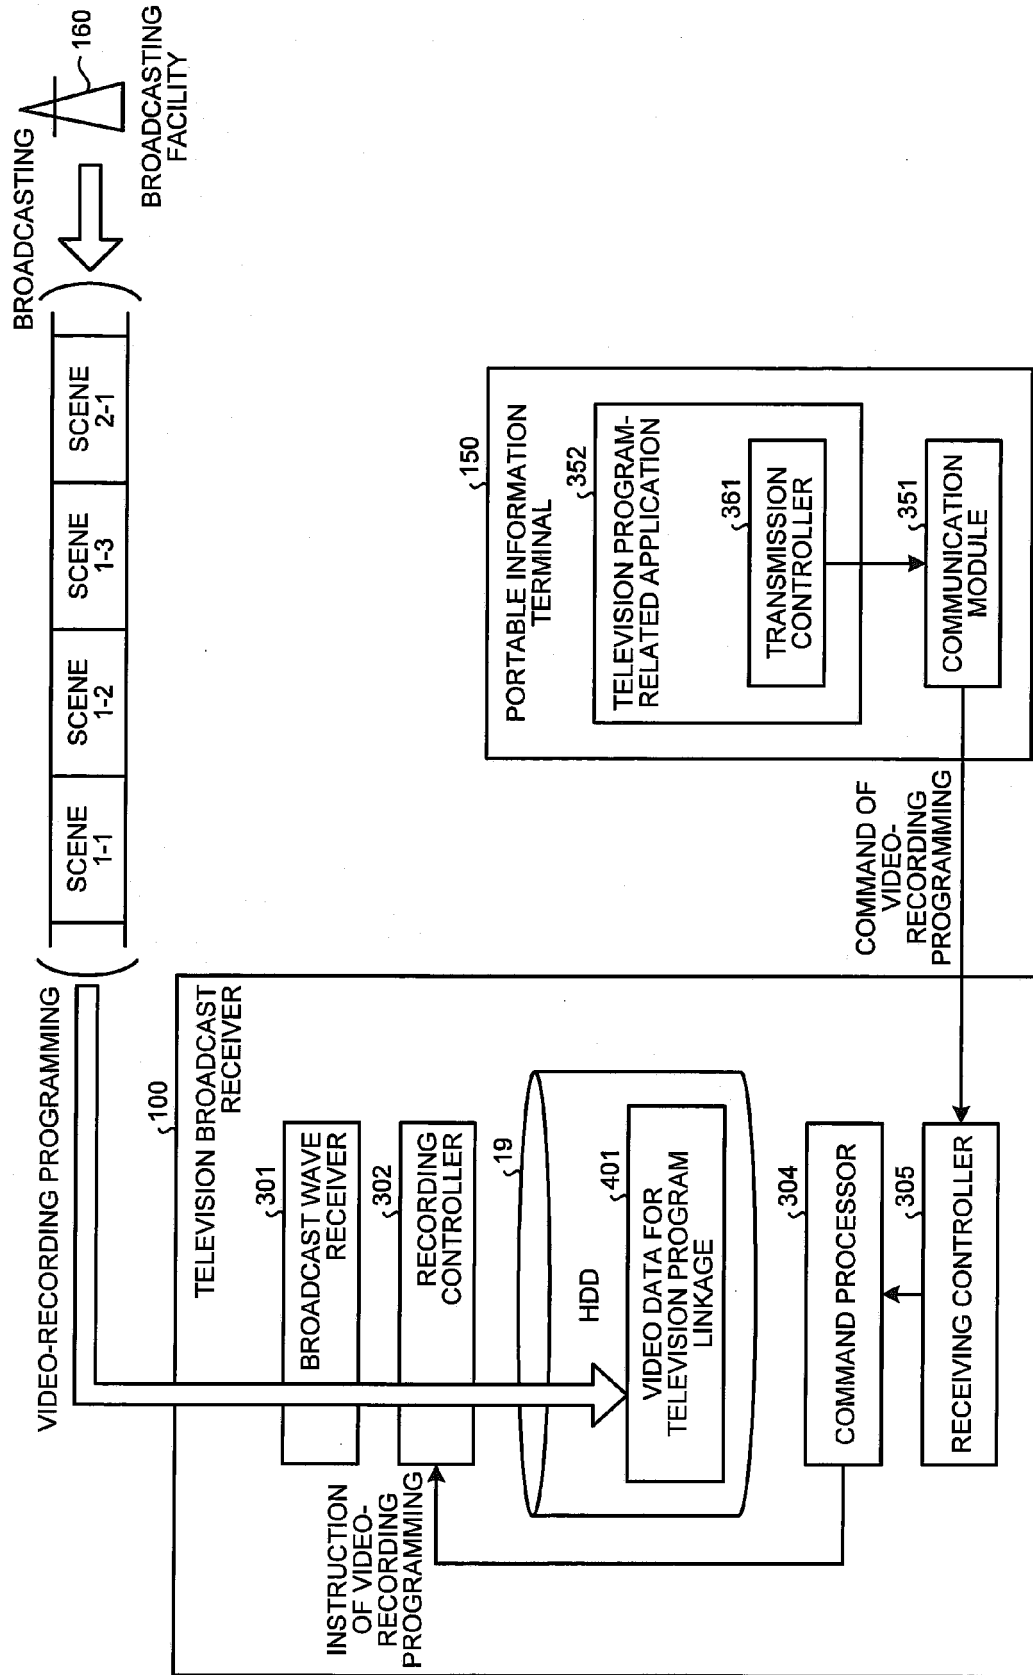 VIDEO-RECORDING PROGRAMMING
SCENE
1-1
SCENE
1-2
SCENE
1-3
SCENE
2-1
BROADCASTING
160
BROADCASTING
FACILITY
100
TELEVISION BROADCAST
RECEIVER
301
BROADCAST WAVE
RECEIVER
302
RECORDING
CONTROLLER
INSTRUCTION
OF VIDEO-
RECORDING
PROGRAMMING
19
HDD
401
VIDEO DATA FOR
TELEVISION PROGRAM
LINKAGE
304
COMMAND PROCESSOR
305
RECEIVING CONTROLLER
COMMAND OF
VIDEO-
RECORDING
PROGRAMMING
150
PORTABLE INFORMATION
TERMINAL
352
TELEVISION PROGRAM-
RELATED APPLICATION
361
TRANSMISSION
CONTROLLER
351
COMMUNICATION
MODULE